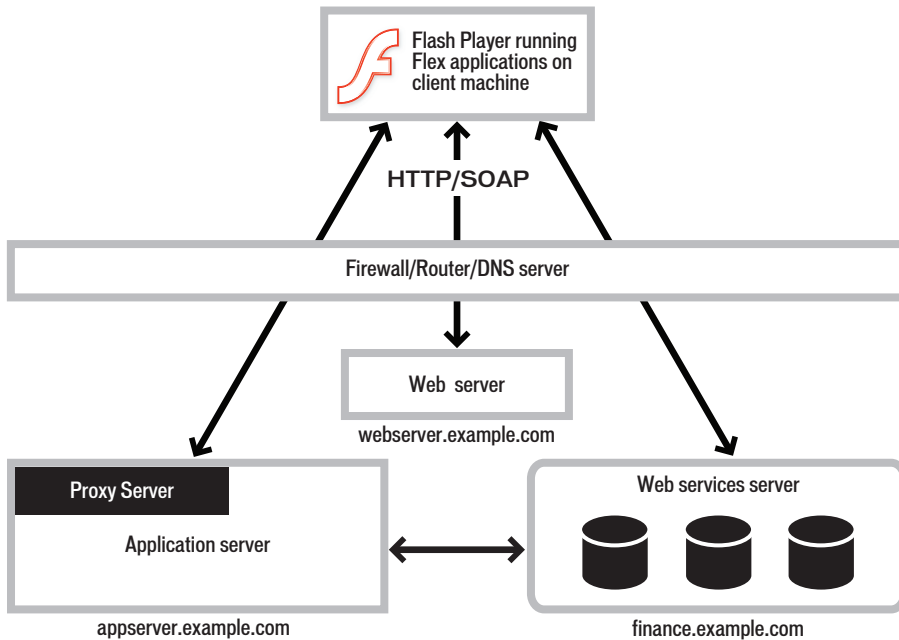 Flash Player running
Flex applications on
client machine
HTTP/SOAP
Firewall/Router/DNS server
Web server
webserver.example.com
Proxy Server
Application server
appserver.example.com
Web services server
finance.example.com